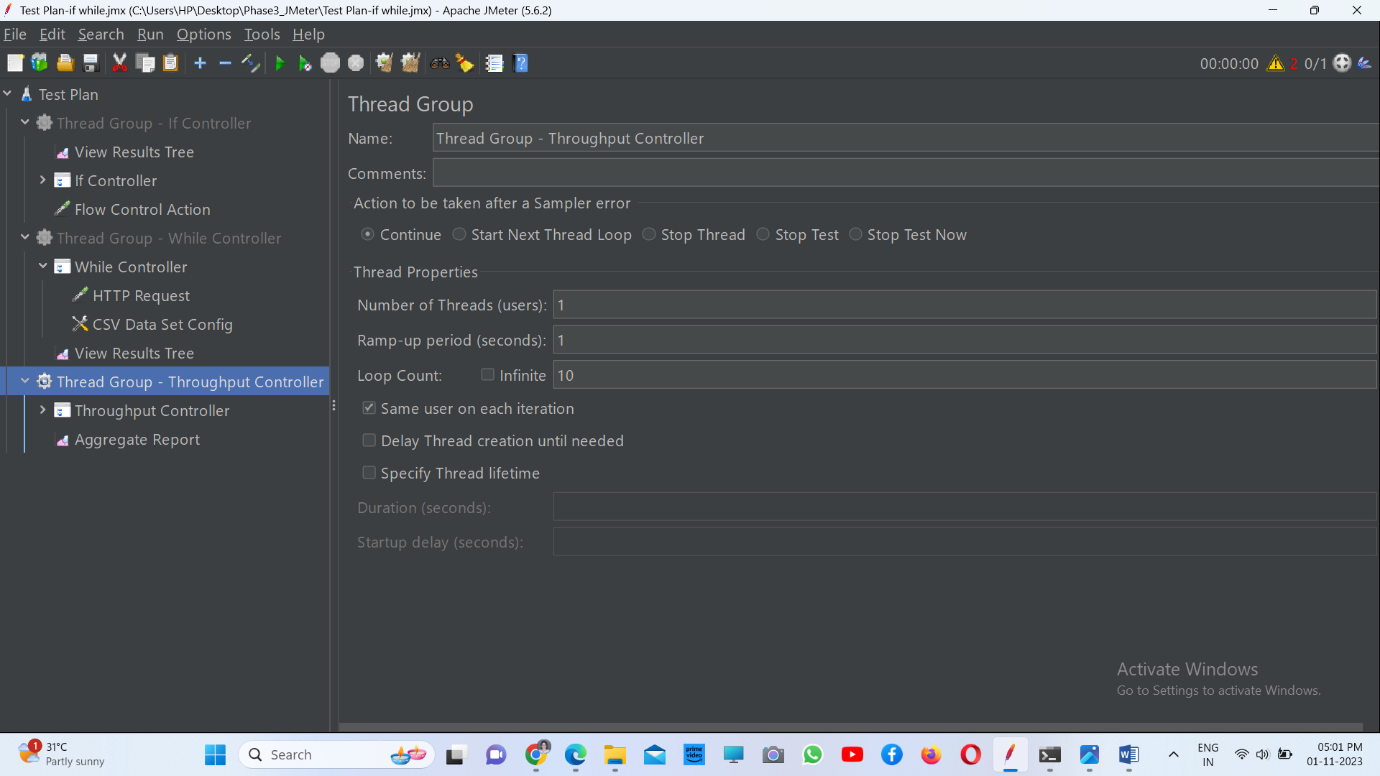 Test Plan-if while.jmx (C:\Users\HP\Desktop\Phase3_JMeter\Test Plan-if while.jmx) - Apache JMeter (5.6.2)
File Edit Search Run Options Tools Help
00:00:00 2 0/1
Test Plan
Thread Group - If Controller
View Results Tree
If Controller
Flow Control Action
Thread Group - While Controller
While Controller
HTTP Request
CSV Data Set Config
View Results Tree
Thread Group - Throughput Controller
Throughput Controller
Aggregate Report
Thread Group
Name: Thread Group - Throughput Controller
Comments:
Action to be taken after a Sampler error
Continue Start Next Thread Loop Stop Thread Stop Test Stop Test Now
Thread Properties
Number of Threads (users): 1
Ramp-up period (seconds): 1
Loop Count: Infinite 10
Same user on each iteration
Delay Thread creation until needed
Specify Thread lifetime
Duration (seconds):
Startup delay (seconds):
Activate Windows
Go to Settings to activate Windows.
1
31°C
Partly sunny
Search
prime video
ENG
IN
05:01 PM
01-11-2023